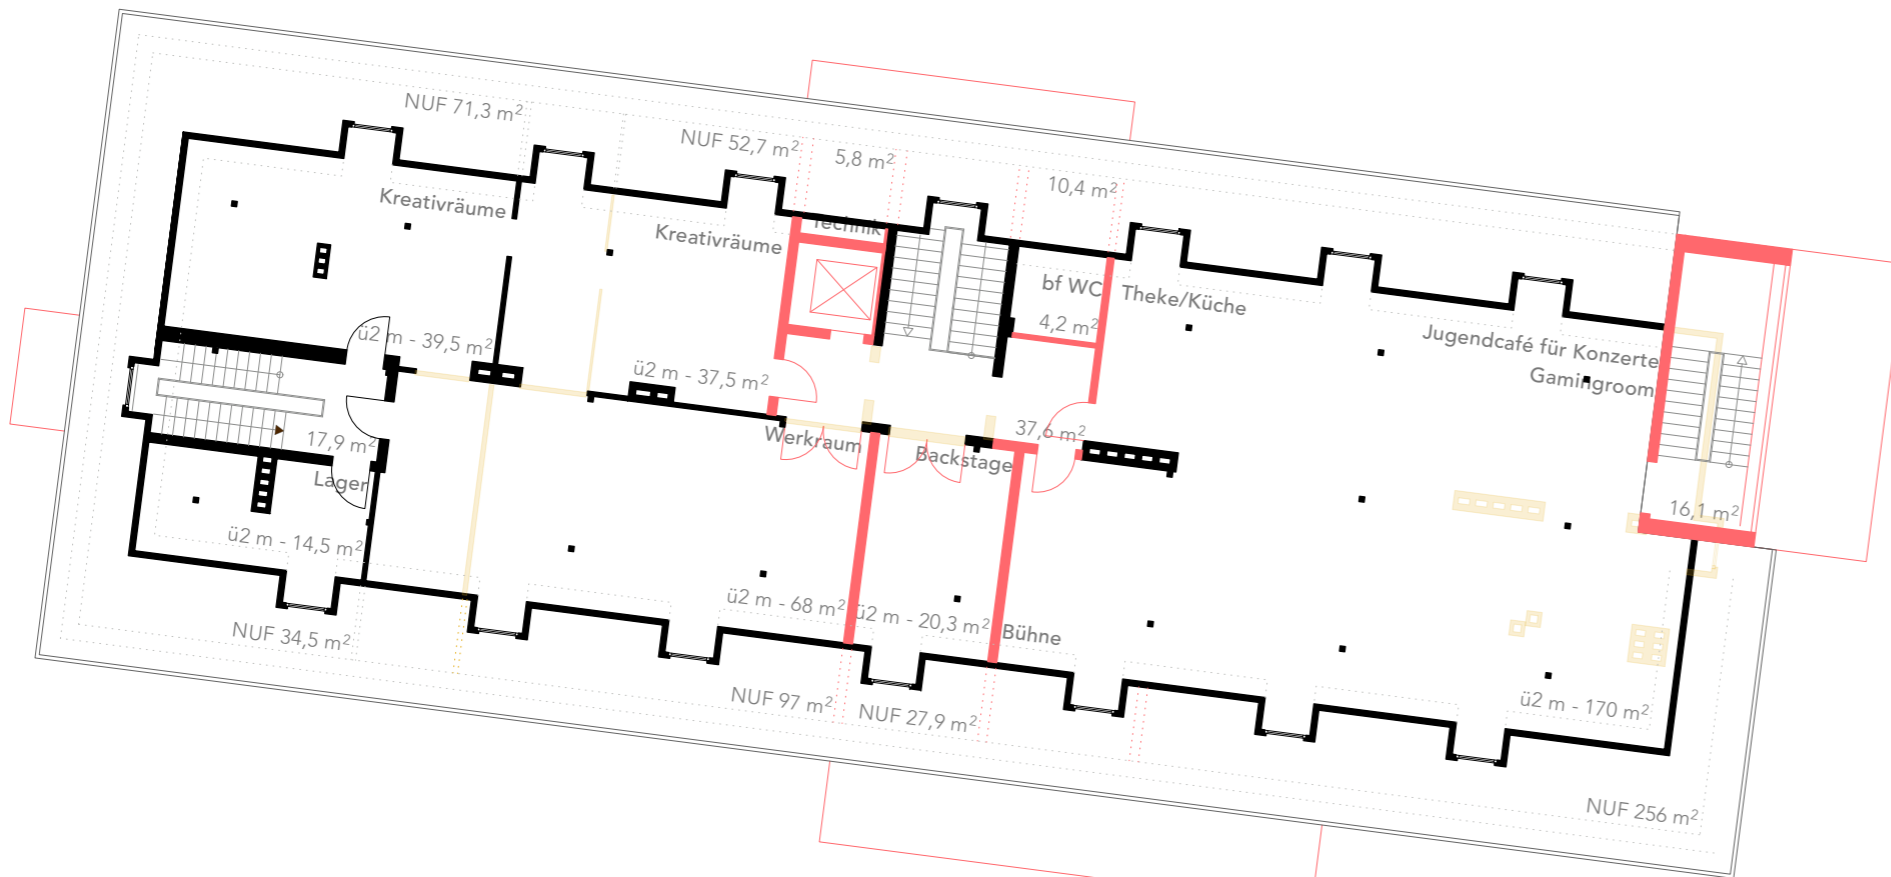 NUF 71,3 m²
NUF 52,7 m²
5,8 m²
10,4 m²
Kreativräume
Kreativräume
Technik
bf WC
Theke/Küche
4,2 m²
ü2 m - 39,5 m²
ü2 m - 37,5 m²
Jugendcafé für Konzerte
Gamingroom
17,9 m²
Werkraum
Backstage
37,6 m²
Lager
16,1 m²
ü2 m - 14,5 m²
ü2 m - 68 m²
ü2 m - 20,3 m²
Bühne
NUF 34,5 m²
ü2 m - 170 m²
NUF 97 m²
NUF 27,9 m²
NUF 256 m²